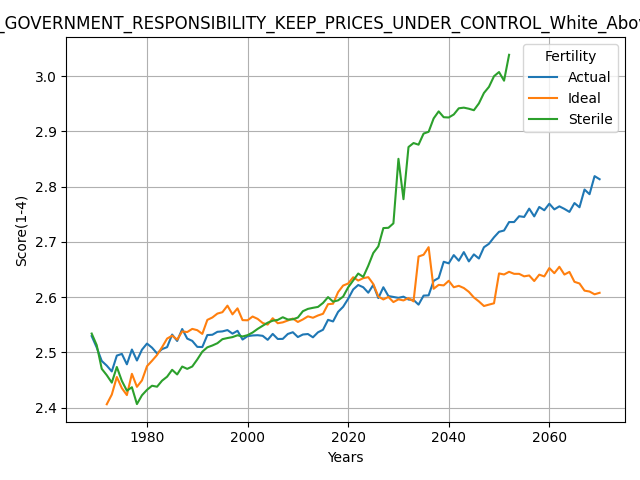 _GOVERNMENT_RESPONSIBILITY_KEEP_PRICES_UNDER_CONTROL_White_Abo
Fertility
Actual
Ideal
Sterile
Score(1-4)
3.0
2.9
2.8
2.7
2.6
2.5
2.4
1980 2000 2020 2040 2060
Years